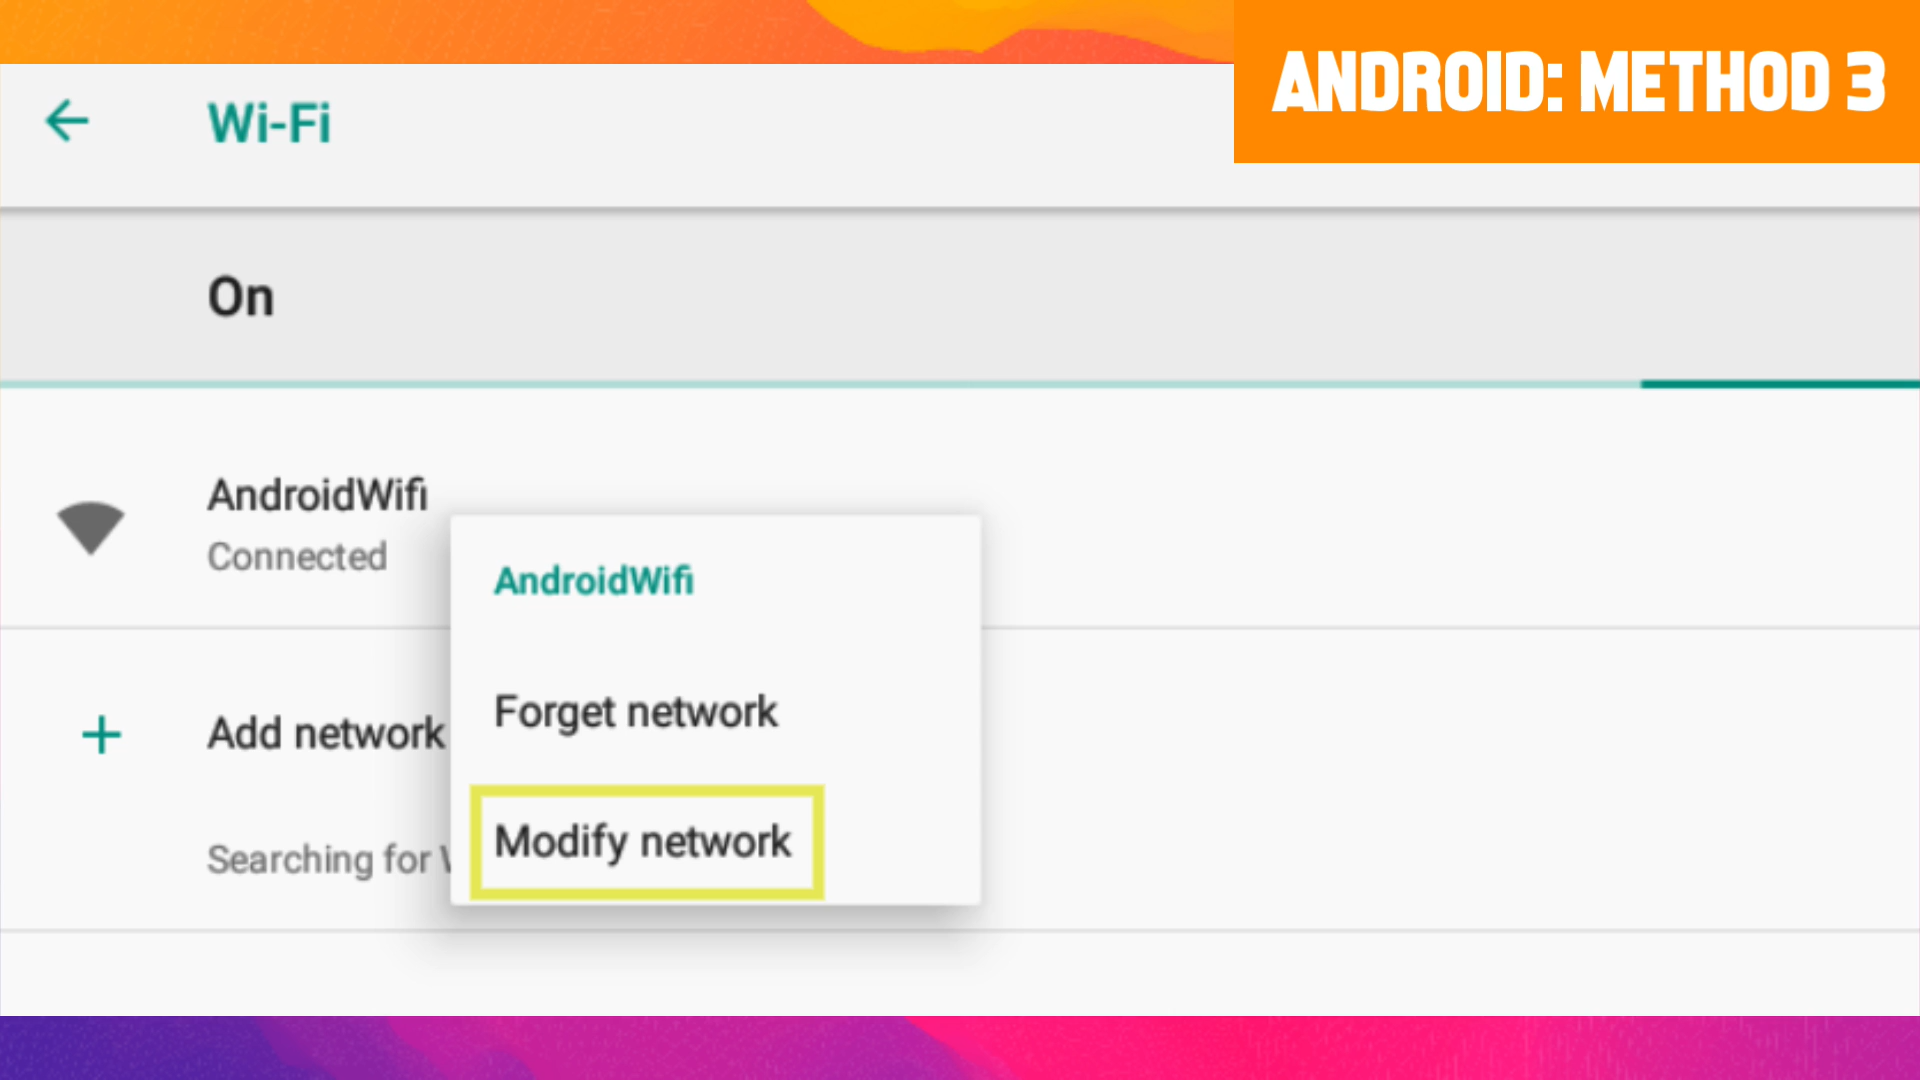 ANDROID: METHOD 3
Wi-Fi
On
AndroidWifi
Connected
AndroidWifi
Forget network
Add network
Modify network
Searching for